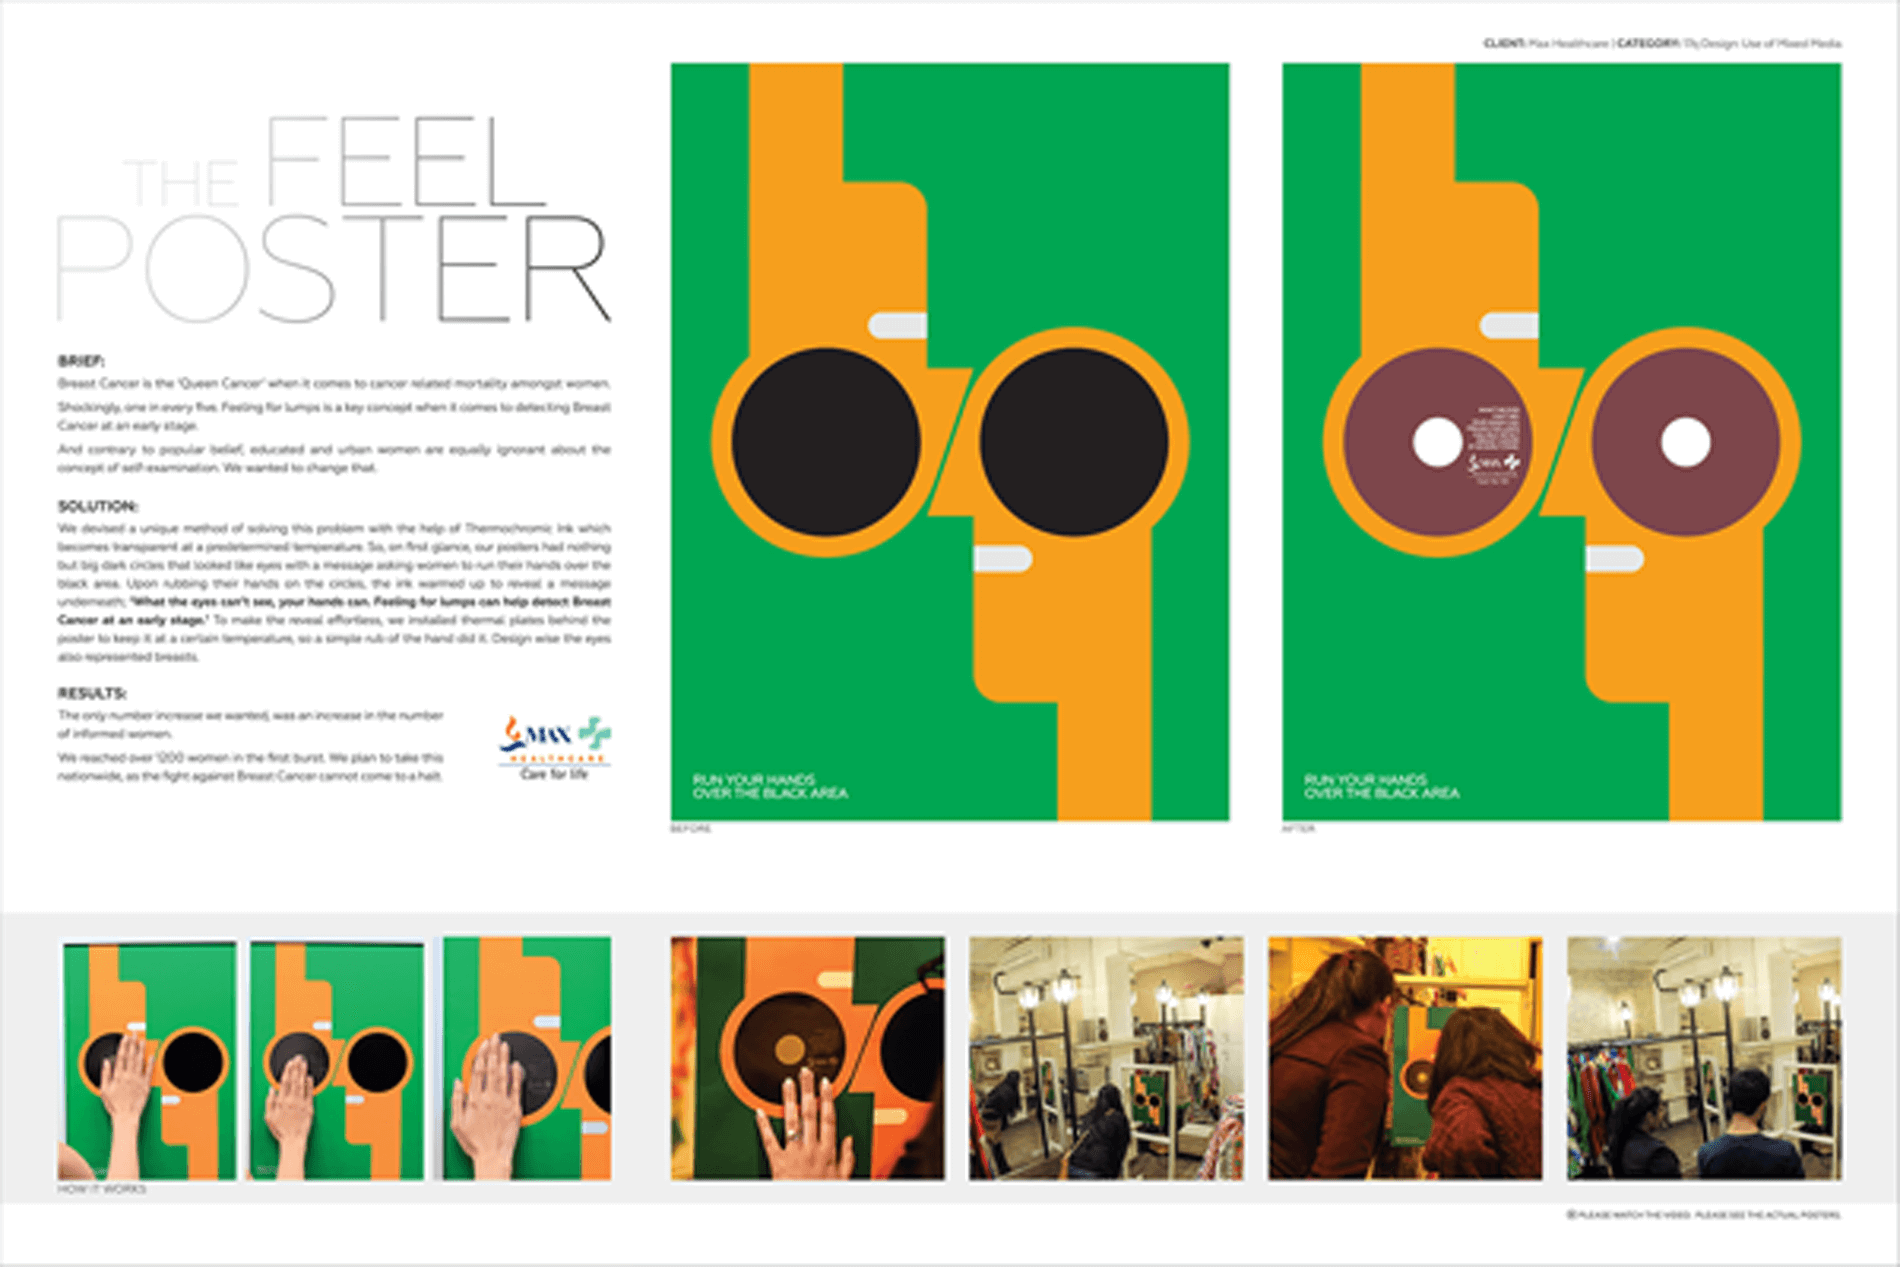 CLIENT: Max Healthcare | CATEGORY: Design: Use of Mixed Media
THE FEEL
POSTER
BRIEF:
Breast Cancer is the 'Queen Cancer' when it comes to cancer related mortality amongst women.
Shockingly, one in every five. Feeling for lumps is a key concept when it comes to detecting Breast
Cancer at an early stage.
And contrary to popular belief, educated and urban women are equally ignorant about the
concept of self-examination. We wanted to change that.
SOLUTION:
We devised a unique method of solving this problem with the help of Thermochromic Ink which
becomes transparent at a predetermined temperature. So, on first glance, our posters had nothing
but big dark circles that looked like eyes with a message asking women to run their hands over the
black area. Upon rubbing their hands on the circles, the ink warmed up to reveal a message
underneath; "What the eyes can't see, your hands can. Feeling for lumps can help detect Breast
Cancer at an early stage." To make the reveal effortless, we installed thermal plates behind the
poster to keep it at a certain temperature, so a simple rub of the hand did it. Design wise the eyes
also represented breasts.
RESULTS:
The only number increase we wanted, was an increase in the number
of informed women.
We reached over 1200 women in the first burst. We plan to take this
nationwide, as the fight against Breast Cancer cannot come to a halt.
MAX
HEALTHCARE
Care for life
RUN YOUR HANDS
OVER THE BLACK AREA
BEFORE
MAX
RUN YOUR HANDS
OVER THE BLACK AREA
AFTER
HOW IT WORKS
PLEASE WATCH THE VIDEO. PLEASE SEE THE ACTUAL POSTERS.